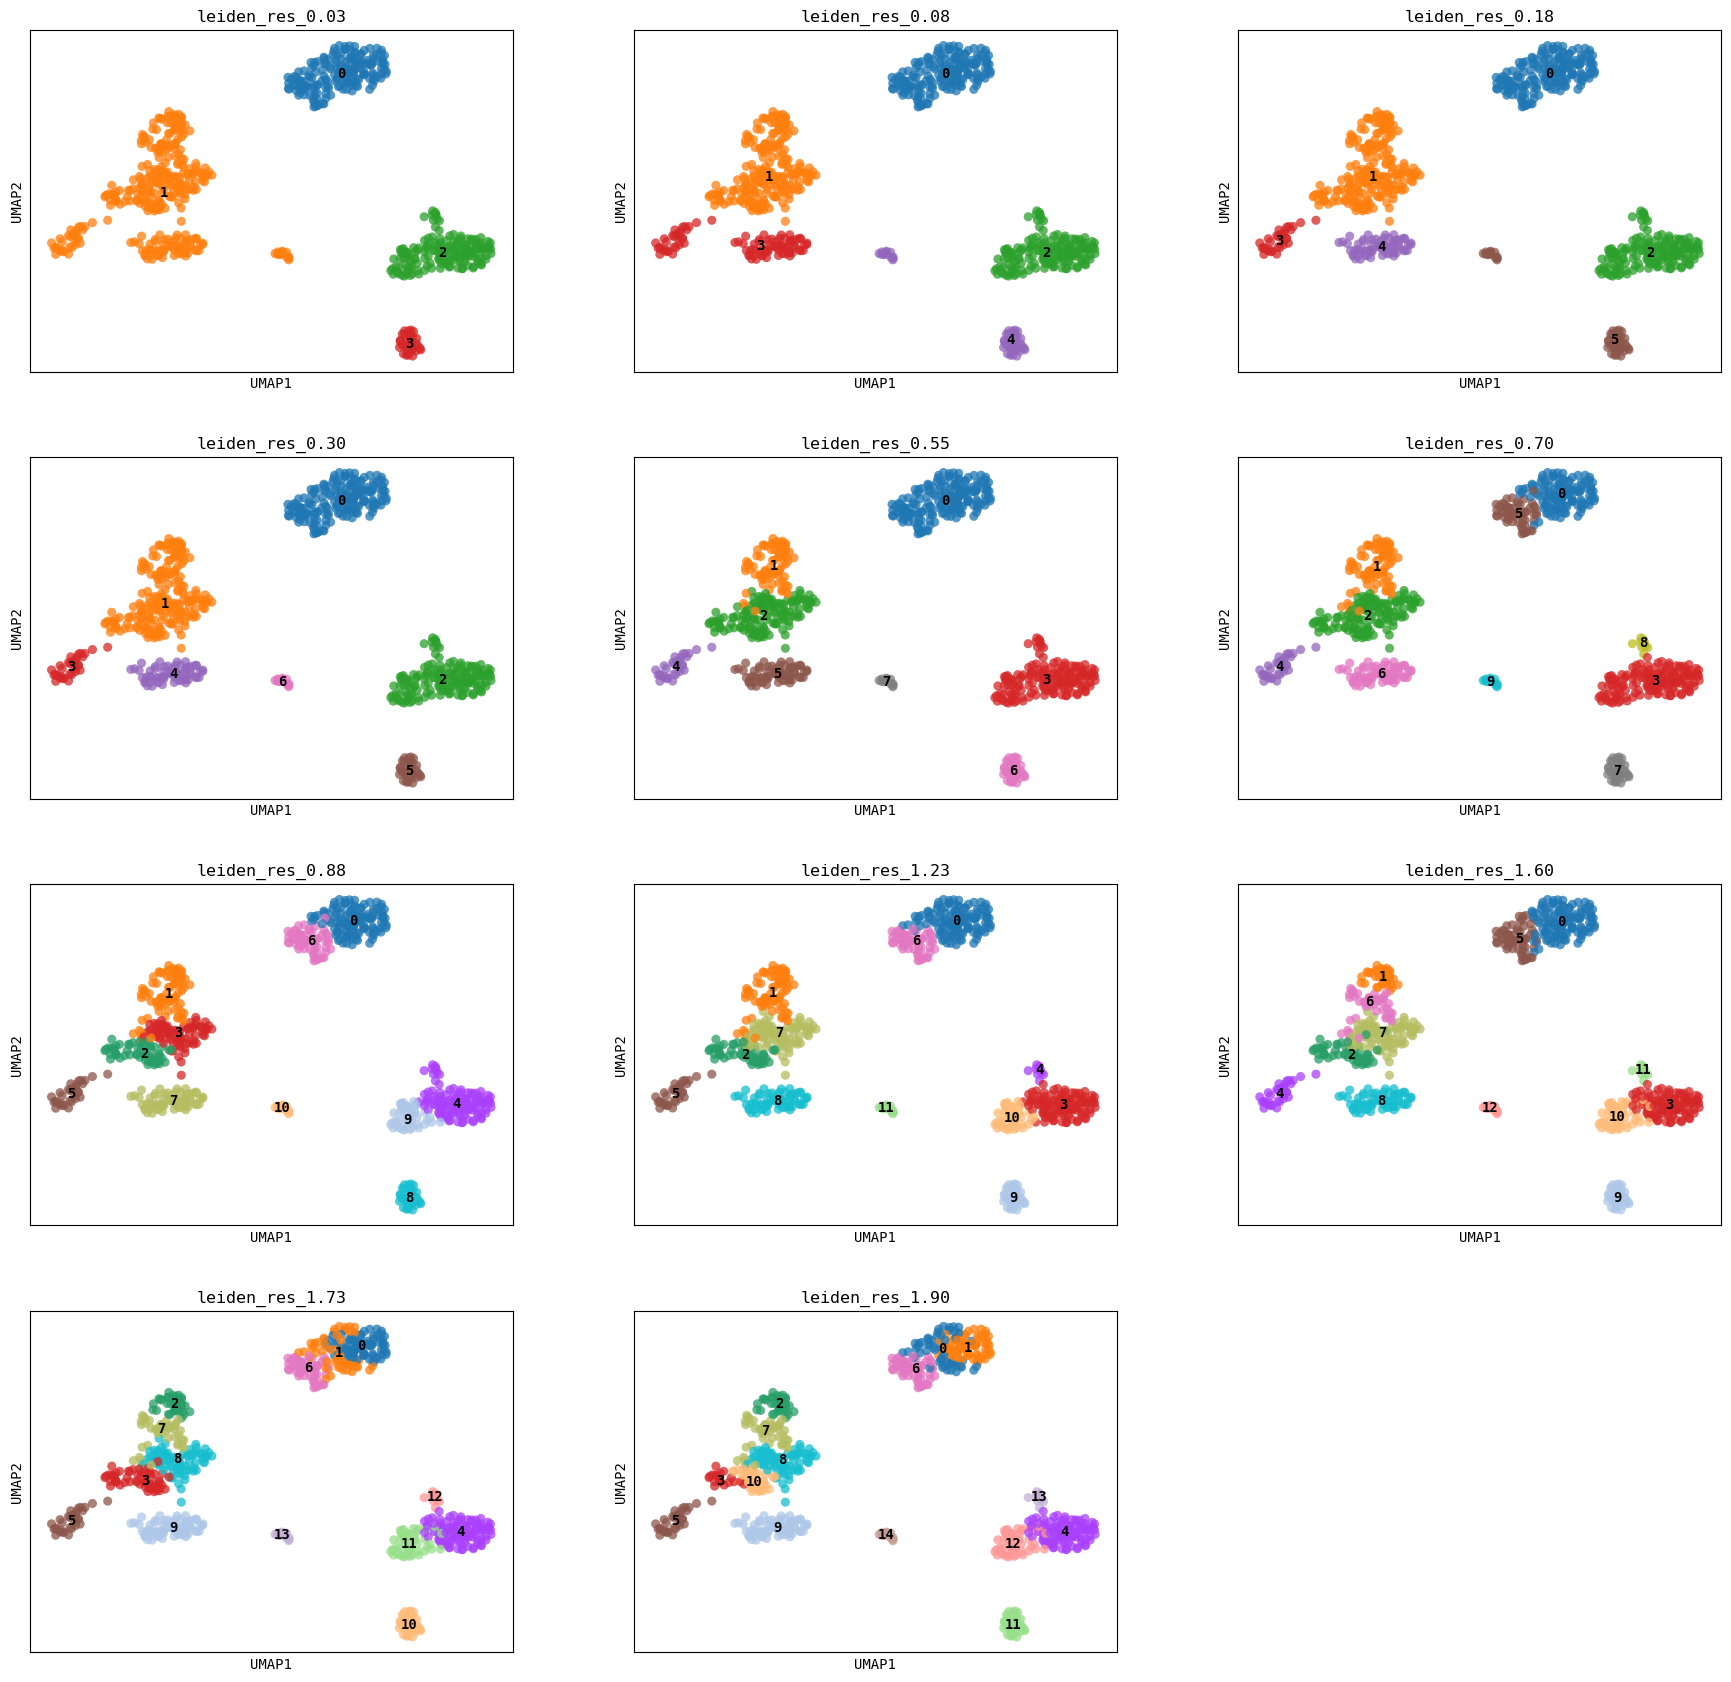 leiden_res_0.03 leiden_res_0.08 leiden_res_0.18
0 0 0
1 1 1
2 2 2
3 3 3 4
3 4 5
UMAP2 UMAP2 UMAP2
UMAP1 UMAP1 UMAP1
leiden_res_0.30 leiden_res_0.55 leiden_res_0.70
0 0 0 5
1 1 2 1 2
3 4 6 2 4 5 7 3 4 6 9 8 3
5 6 7
UMAP2 UMAP2 UMAP2
UMAP1 UMAP1 UMAP1
leiden_res_0.88 leiden_res_1.23 leiden_res_1.60
0 6 0 6 0 5
1 3 2 1 7 2 1 6 7 2
5 7 10 4 9 5 8 11 4 3 10 4 8 12 11 3 10
8 9 9
UMAP2 UMAP2 UMAP2
UMAP1 UMAP1 UMAP1
leiden_res_1.73 leiden_res_1.90
0 1 6 0 1 6
2 7 8 3 2 7 8 3 10
5 9 13 12 4 11 5 9 14 13 4 12
10 11
UMAP2 UMAP2
UMAP1 UMAP1